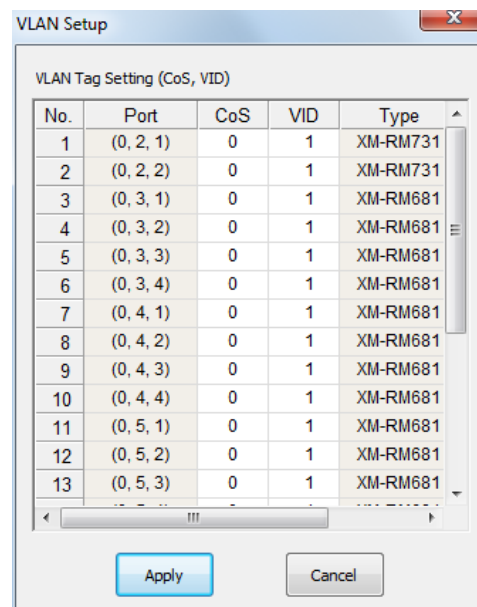 VLAN Setup
VLAN Tag Setting (CoS, VID)
No. Port CoS VID Type
1 (0, 2, 1) 0 1 XM-RM731
2 (0, 2, 2) 0 1 XM-RM731
3 (0, 3, 1) 0 1 XM-RM681
4 (0, 3, 2) 0 1 XM-RM681
5 (0, 3, 3) 0 1 XM-RM681
6 (0, 3, 4) 0 1 XM-RM681
7 (0, 4, 1) 0 1 XM-RM681
8 (0, 4, 2) 0 1 XM-RM681
9 (0, 4, 3) 0 1 XM-RM681
10 (0, 4, 4) 0 1 XM-RM681
11 (0, 5, 1) 0 1 XM-RM681
12 (0, 5, 2) 0 1 XM-RM681
13 (0, 5, 3) 0 1 XM-RM681
Apply Cancel